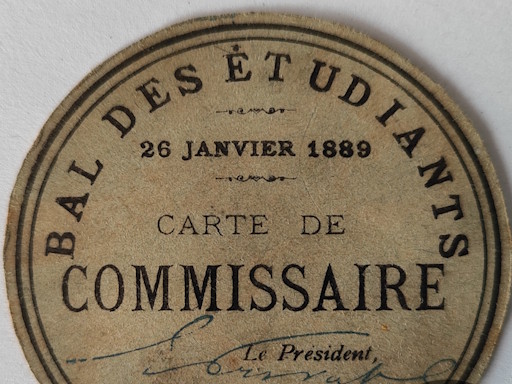 BAL DES ÉTUDIANTS
26 JANVIER 1889
CARTE DE
COMMISSAIRE
Le Président,